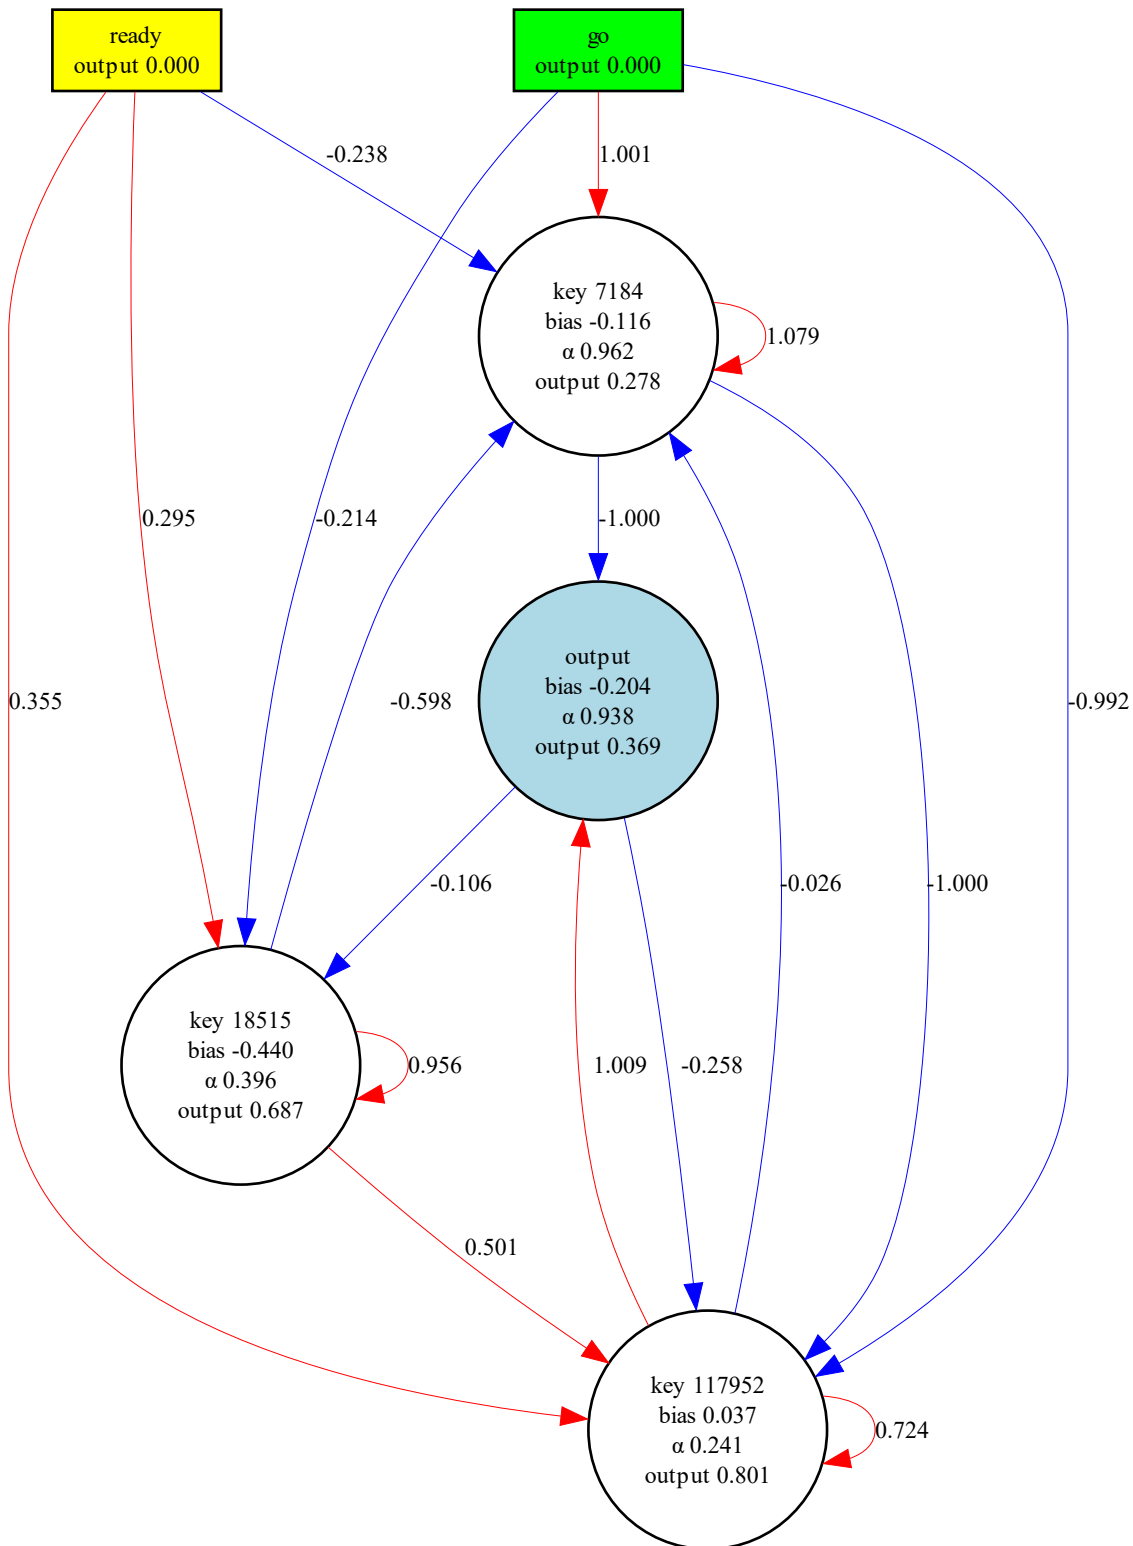 ready
output 0.000
go
output 0.000
-0.238
1.001
key 7184
bias -0.116
α 0.962
output 0.278
1.079
0.295
-0.214
-1.000
output
bias -0.204
α 0.938
output 0.369
0.355
-0.598
-0.992
-0.106
-0.026
-1.000
key 18515
bias -0.440
α 0.396
output 0.687
0.956
1.009
-0.258
0.501
key 117952
bias 0.037
α 0.241
output 0.801
0.724